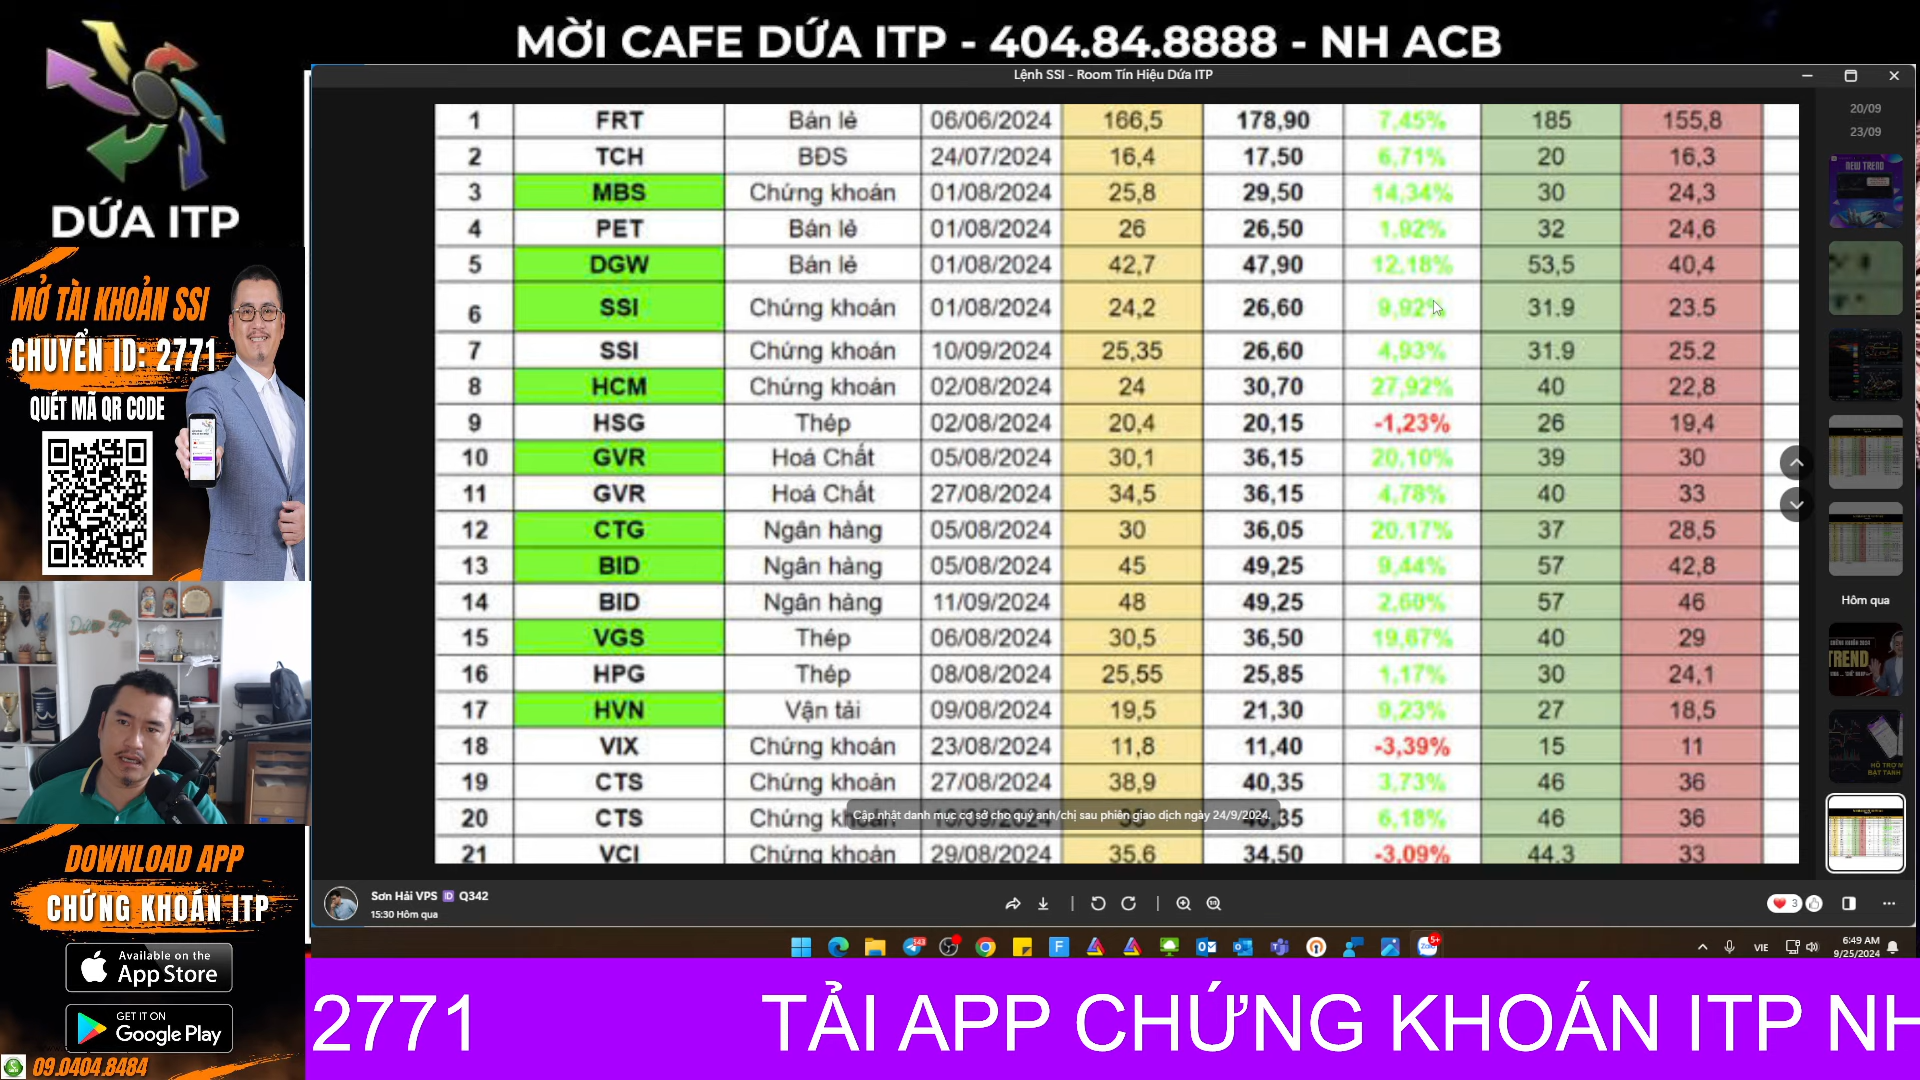 MỜI CAFE DỨA ITP - 404.84.8888 - NH ACB
DỨA ITP
MỞ TÀI KHOẢN SSI
CHUYỂN ID: 2771
QUÉT MÃ QR CODE
DOWNLOAD APP
CHỨNG KHOÁN ITP
Available on the
App Store
GET IT ON
Google Play
09.0404.8484
Lệnh SSI - Room Tín Hiệu Dứa ITP
1 FRT Bán lẻ 06/06/2024 166,5 178,90 7,45% 185 155,8
2 TCH BĐS 24/07/2024 16,4 17,50 6,71% 20 16,3
3 MBS Chứng khoán 01/08/2024 25,8 29,50 14,34% 30 24,3
4 PET Bán lẻ 01/08/2024 26 26,50 1,92% 32 24,6
5 DGW Bán lẻ 01/08/2024 42,7 47,90 12,18% 53,5 40,4
6 SSI Chứng khoán 01/08/2024 24,2 26,60 9,92% 31.9 23.5
7 SSI Chứng khoán 10/09/2024 25,35 26,60 4,93% 31.9 25.2
8 HCM Chứng khoán 02/08/2024 24 30,70 27,92% 40 22,8
9 HSG Thép 02/08/2024 20,4 20,15 -1,23% 26 19,4
10 GVR Hoá Chất 05/08/2024 30,1 36,15 20,10% 39 30
11 GVR Hoá Chất 27/08/2024 34,5 36,15 4,78% 40 33
12 CTG Ngân hàng 05/08/2024 30 36,05 20,17% 37 28,5
13 BID Ngân hàng 05/08/2024 45 49,25 9,44% 57 42,8
14 BID Ngân hàng 11/09/2024 48 49,25 2,60% 57 46
15 VGS Thép 06/08/2024 30,5 36,50 19,67% 40 29
16 HPG Thép 08/08/2024 25,55 25,85 1,17% 30 24,1
17 HVN Vận tải 09/08/2024 19,5 21,30 9,23% 27 18,5
18 VIX Chứng khoán 23/08/2024 11,8 11,40 -3,39% 15 11
19 CTS Chứng khoán 27/08/2024 38,9 40,35 3,73% 46 36
20 CTS 6,18% 46 36
Cập nhật danh mục cơ sở cho quý anh/chị sau phiên giao dịch ngày 24/9/2024.
21 VCI Chứng khoán 29/08/2024 35,6 34,50 -3,09% 44,3 33
20/09
23/09
NEW TREND
Hôm qua
TREND
Sơn Hải VPS Q342
15:30 Hôm qua
3
VIE
6:49 AM
9/25/2024
2771 TẢI APP CHỨNG KHOÁN ITP NH